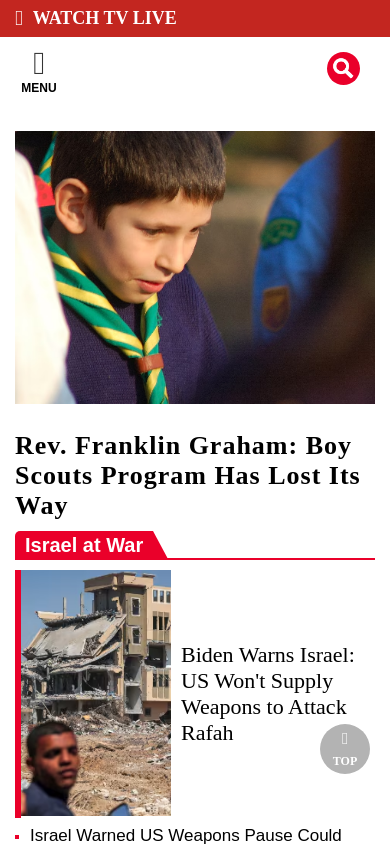 WATCH TV LIVE
MENU
Rev. Franklin Graham: Boy
Scouts Program Has Lost Its
Way
Israel at War
Biden Warns Israel:
US Won't Supply
Weapons to Attack
Rafah
TOP
Israel Warned US Weapons Pause Could